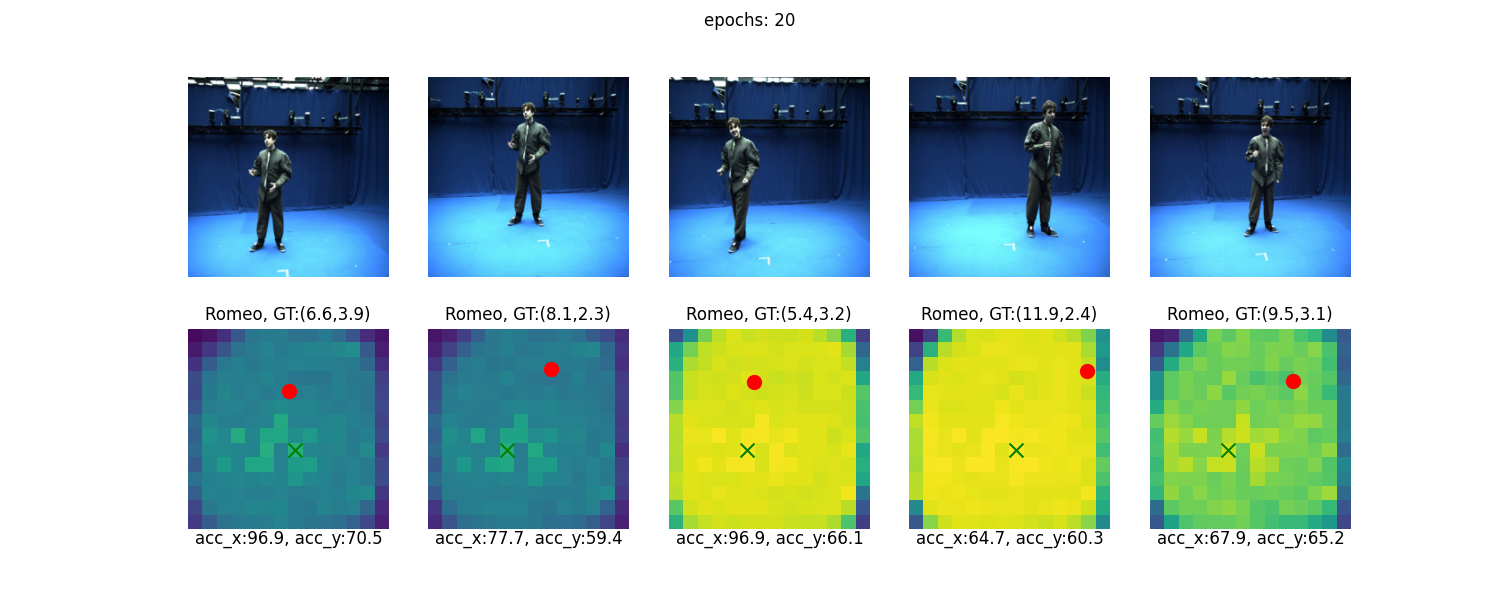 epochs: 20
Romeo, GT:(6.6,3.9)
Romeo, GT:(8.1,2.3)
Romeo, GT:(5.4,3.2)
Romeo, GT:(11.9,2.4)
Romeo, GT:(9.5,3.1)
acc_x:96.9, acc_y:70.5
acc_x:77.7, acc_y:59.4
acc_x:96.9, acc_y:66.1
acc_x:64.7, acc_y:60.3
acc_x:67.9, acc_y:65.2